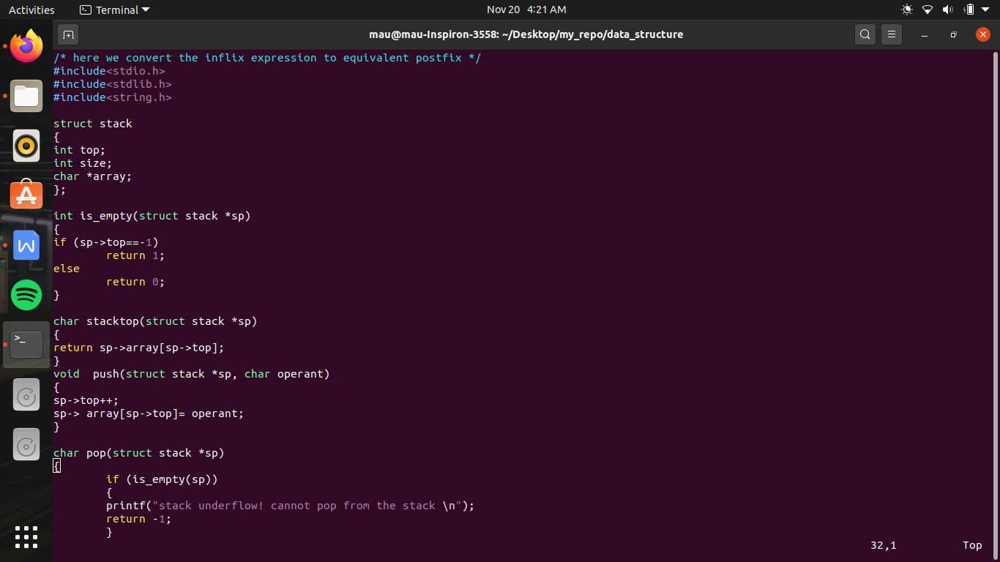 Activities Terminal Nov 20 4:21 AM
mau@mau-Inspiron-3558: ~/Desktop/my_repo/data_structure
/* here we convert the inflix expression to equivalent postfix */
#include<stdio.h>
#include<stdlib.h>
#include<string.h>

struct stack
{
int top;
int size;
char *array;
};

int is_empty(struct stack *sp)
{
if (sp->top==-1)
        return 1;
else
        return 0;
}

char stacktop(struct stack *sp)
{
return sp->array[sp->top];
}
void  push(struct stack *sp, char operant)
{
sp->top++;
sp-> array[sp->top]= operant;
}

char pop(struct stack *sp)
{
        if (is_empty(sp))
        {
        printf("stack underflow! cannot pop from the stack \n");
        return -1;
        }
32,1 Top